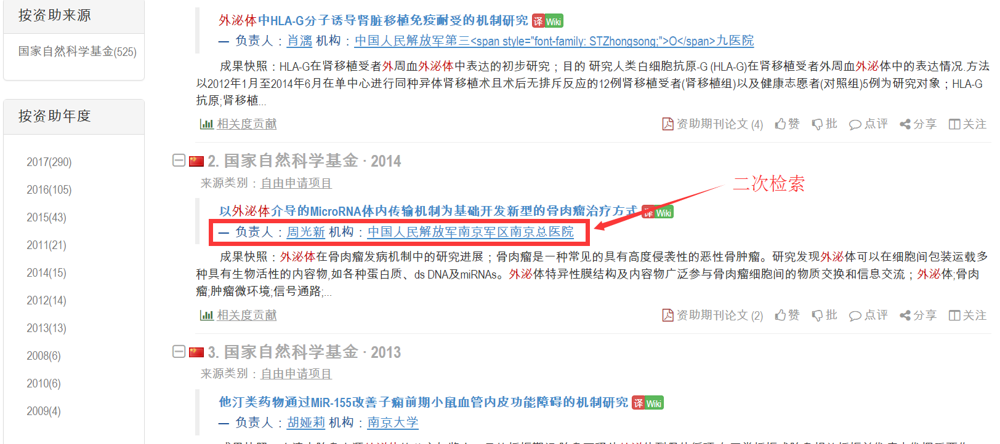 按资助来源
国家自然科学基金(525)
按资助年度
2017(290)
2016(105)
2015(43)
2011(21)
2014(15)
2012(14)
2013(13)
2008(6)
2010(6)
2009(4)
外泌体中HLA-G分子诱导肾脏移植免疫耐受的机制研究 译 Wiki
— 负责人：肖漓 机构：中国人民解放军第三<span style="font-family: STZhongsong;">O</span>九医院
成果快照：HLA-G在肾移植受者外周血外泌体中表达的初步研究；目的 研究人类白细胞抗原-G (HLA-G)在肾移植受者外周血外泌体中的表达情况.方法
以2012年1月至2014年6月在单中心进行同种异体肾移植术且术后无排斥反应的12例肾移植受者(肾移植组)以及健康志愿者(对照组)5例为研究对象；HLA-G
抗原;肾移植...
相关度贡献 资助期刊论文 (4) 赞 批 点评 分享 关注
2. 国家自然科学基金 · 2014
来源类别：自由申请项目
二次检索
以外泌体介导的MicroRNA体内传输机制为基础开发新型的骨肉瘤治疗方式 译 Wiki
— 负责人：周光新 机构：中国人民解放军南京军区南京总医院
成果快照：外泌体在骨肉瘤发病机制中的研究进展；骨肉瘤是一种常见的具有高度侵袭性的恶性骨肿瘤。研究发现外泌体可以在细胞间包装运载多
种具有生物活性的内容物,如各种蛋白质、ds DNA及miRNAs。外泌体特异性膜结构及内容物广泛参与骨肉瘤细胞间的物质交换和信息交流；外泌体;骨肉
瘤;肿瘤微环境;信号通路;...
相关度贡献 资助期刊论文 (2) 赞 批 点评 分享 关注
3. 国家自然科学基金 · 2013
来源类别：自由申请项目
他汀类药物通过MiR-155改善子痫前期小鼠血管内皮功能障碍的机制研究 译 Wiki
— 负责人：胡娅莉 机构：南京大学